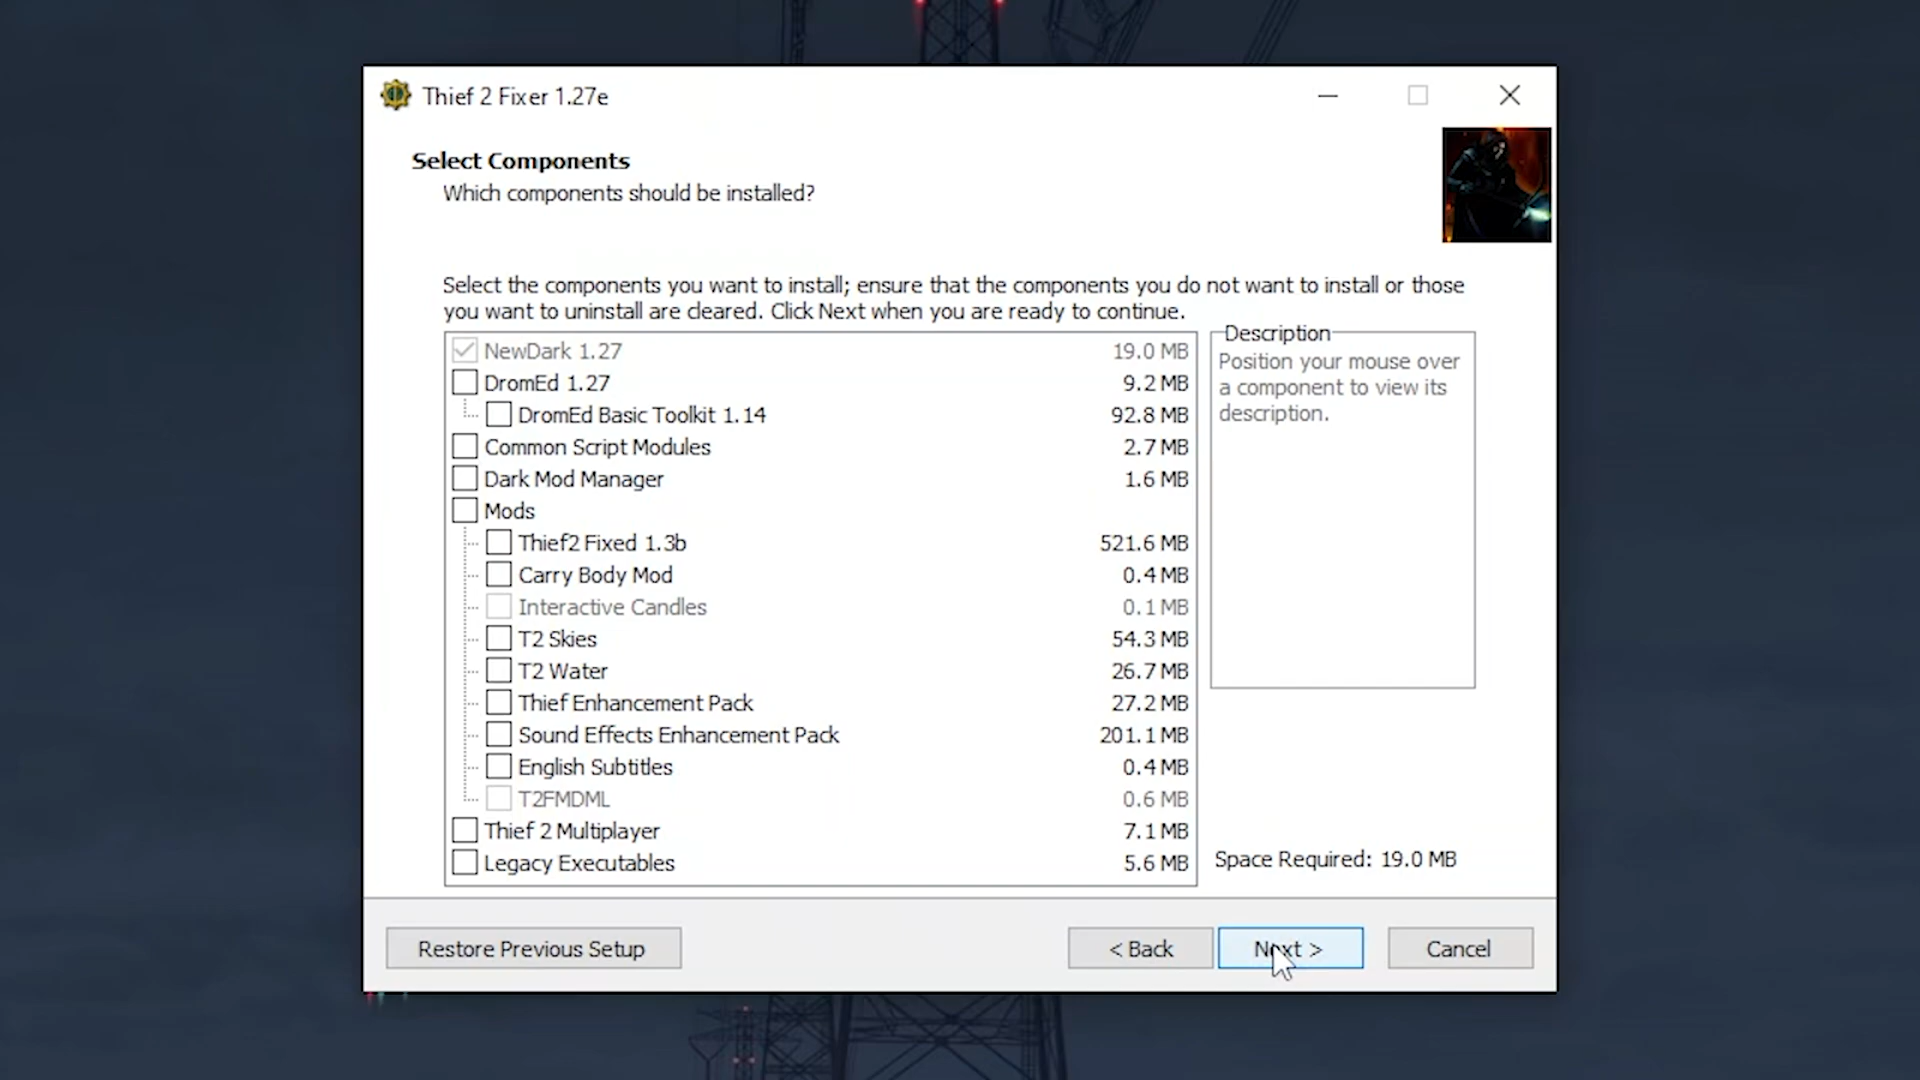 Thief 2 Fixer 1.27e
Select Components
Which components should be installed?
Select the components you want to install; ensure that the components you do not want to install or those
you want to uninstall are cleared. Click Next when you are ready to continue.
NewDark 1.27 19.0 MB
DromEd 1.27 9.2 MB
DromEd Basic Toolkit 1.14 92.8 MB
Common Script Modules 2.7 MB
Dark Mod Manager 1.6 MB
Mods
Thief2 Fixed 1.3b 521.6 MB
Carry Body Mod 0.4 MB
Interactive Candles 0.1 MB
T2 Skies 54.3 MB
T2 Water 26.7 MB
Thief Enhancement Pack 27.2 MB
Sound Effects Enhancement Pack 201.1 MB
English Subtitles 0.4 MB
T2FMDML 0.6 MB
Thief 2 Multiplayer 7.1 MB
Legacy Executables 5.6 MB
Description
Position your mouse over
a component to view its
description.
Space Required: 19.0 MB
Restore Previous Setup
< Back
Next >
Cancel